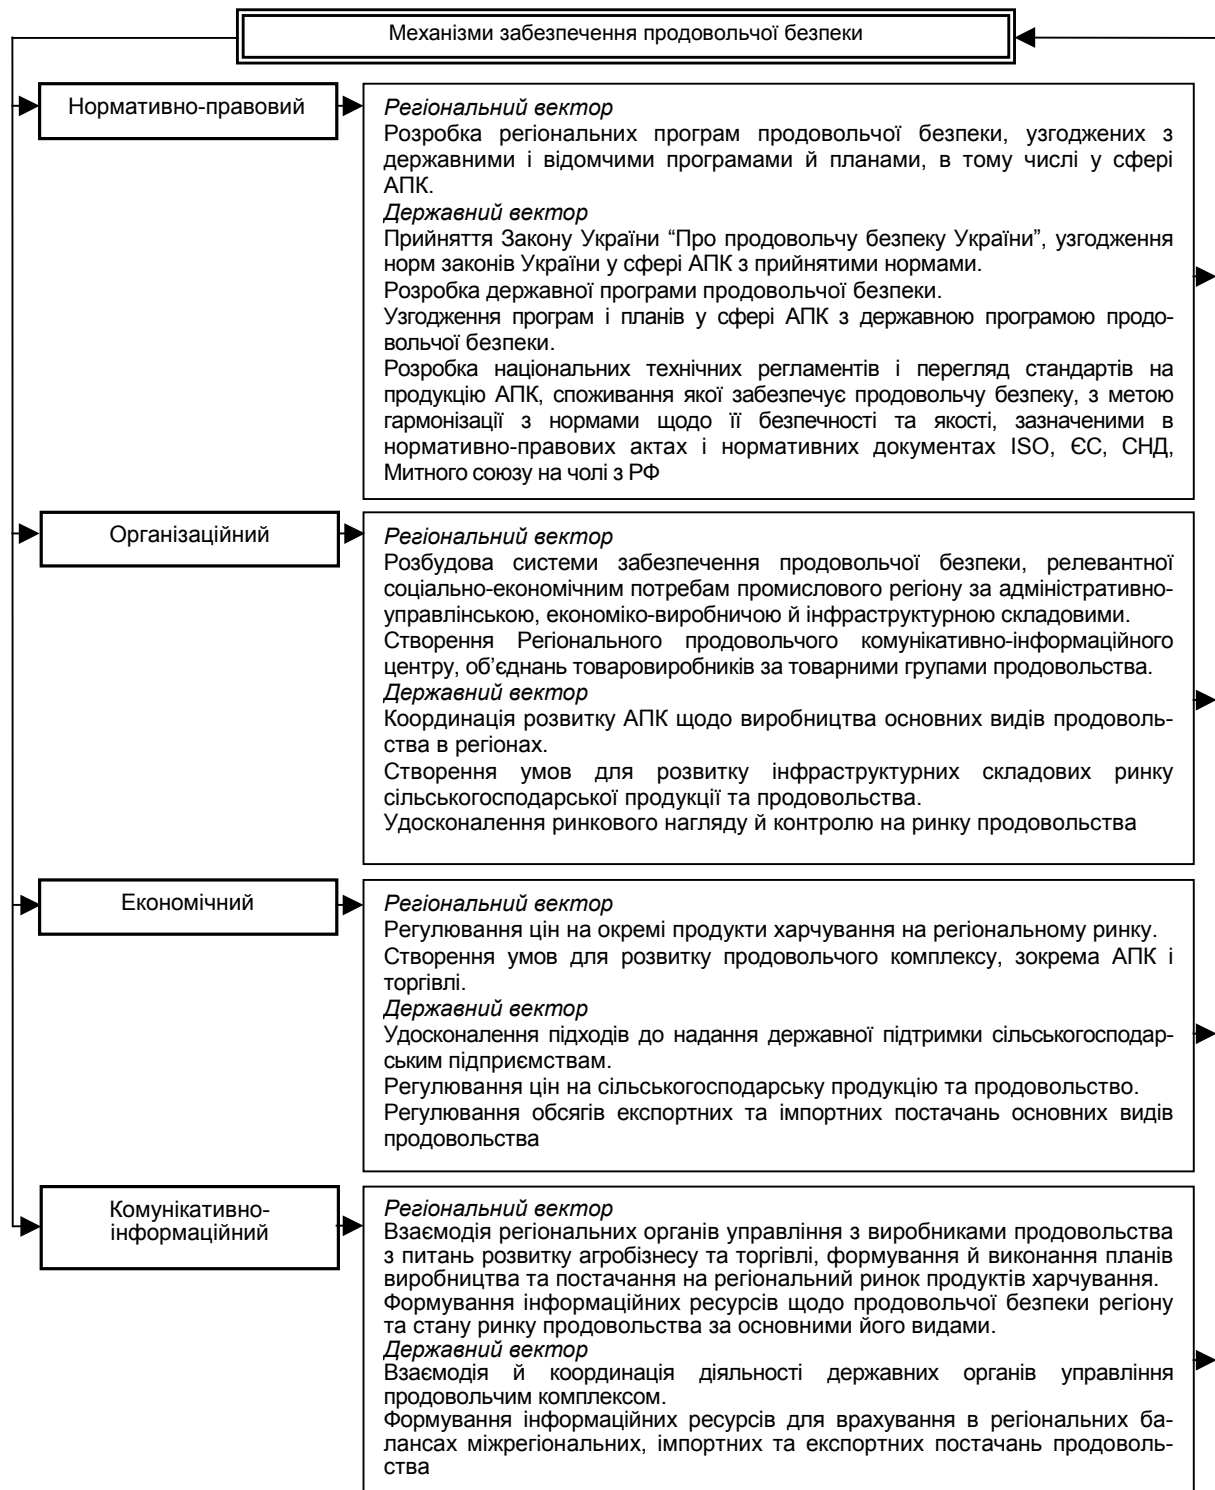 Механізми забезпечення продовольчої безпеки
Нормативно-правовий
Регіональний вектор
Розробка регіональних програм продовольчої безпеки, узгоджених з
державними і відомчими програмами й планами, в тому числі у сфері
АПК.
Державний вектор
Прийняття Закону України “Про продовольчу безпеку України”, узгодження
норм законів України у сфері АПК з прийнятими нормами.
Розробка державної програми продовольчої безпеки.
Узгодження програм і планів у сфері АПК з державною програмою продо-
вольчої безпеки.
Розробка національних технічних регламентів і перегляд стандартів на
продукцію АПК, споживання якої забезпечує продовольчу безпеку, з метою
гармонізації з нормами щодо її безпечності та якості, зазначеними в
нормативно-правових актах і нормативних документах ISO, ЄС, СНД,
Митного союзу на чолі з РФ
Організаційний
Регіональний вектор
Розбудова системи забезпечення продовольчої безпеки, релевантної
соціально-економічним потребам промислового регіону за адміністративно-
управлінською, економіко-виробничою й інфраструктурною складовими.
Створення Регіонального продовольчого комунікативно-інформаційного
центру, об’єднань товаровиробників за товарними групами продовольства.
Державний вектор
Координація розвитку АПК щодо виробництва основних видів продоволь-
ства в регіонах.
Створення умов для розвитку інфраструктурних складових ринку
сільськогосподарської продукції та продовольства.
Удосконалення ринкового нагляду й контролю на ринку продовольства
Економічний
Регіональний вектор
Регулювання цін на окремі продукти харчування на регіональному ринку.
Створення умов для розвитку продовольчого комплексу, зокрема АПК і
торгівлі.
Державний вектор
Удосконалення підходів до надання державної підтримки сільськогосподар-
ським підприємствам.
Регулювання цін на сільськогосподарську продукцію та продовольство.
Регулювання обсягів експортних та імпортних постачань основних видів
продовольства
Комунікативно-
інформаційний
Регіональний вектор
Взаємодія регіональних органів управління з виробниками продовольства
з питань розвитку агробізнесу та торгівлі, формування й виконання планів
виробництва та постачання на регіональний ринок продуктів харчування.
Формування інформаційних ресурсів щодо продовольчої безпеки регіону
та стану ринку продовольства за основними його видами.
Державний вектор
Взаємодія й координація діяльності державних органів управління
продовольчим комплексом.
Формування інформаційних ресурсів для врахування в регіональних ба-
лансах міжрегіональних, імпортних та експортних постачань продоволь-
ства